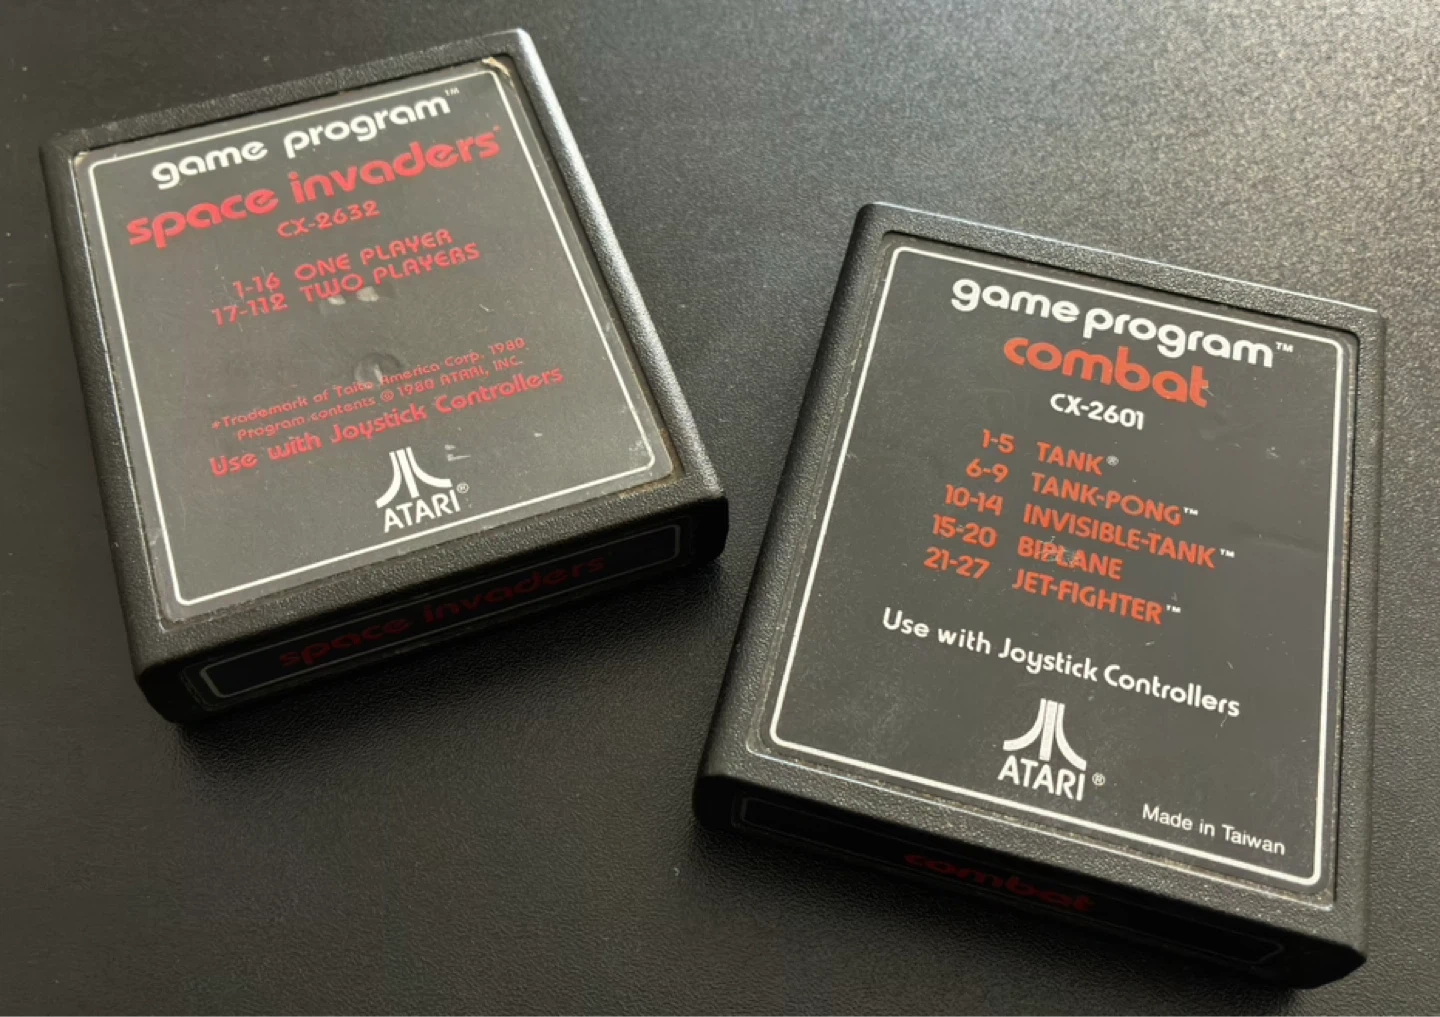 game program™
space invaders*
CX-2632
1-16 ONE PLAYER
17-112 TWO PLAYERS
*Trademark of Taito America Corp. 1980
Program contents © 1980 ATARI, INC.
Use with Joystick Controllers
ATARI®
space invaders*
game program™
combat
CX-2601
1-5 TANK®
6-9 TANK-PONG™
10-14 INVISIBLE-TANK™
15-20 BI-PLANE
21-27 JET-FIGHTER™
Use with Joystick Controllers
ATARI®
Made in Taiwan
combat